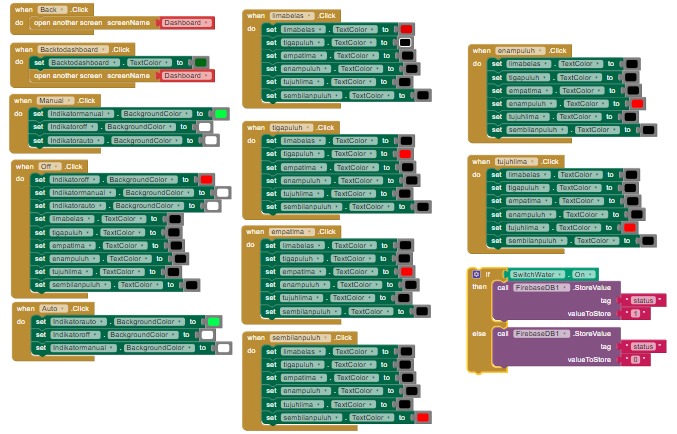 when Back .Click
do open another screen screenName Dashboard
when Backtodashboard .Click
do set Backtodashboard . TextColor to
open another screen screenName Dashboard
when Manual .Click
do set Indikatormanual . BackgroundColor to
set Indikatoroff . BackgroundColor to
set Indikatorauto . BackgroundColor to
when Off .Click
do set Indikatoroff . BackgroundColor to
set Indikatormanual . BackgroundColor to
set Indikatorauto . BackgroundColor to
set limabelas . TextColor to
set tigapuluh . TextColor to
set empatima . TextColor to
set enampuluh . TextColor to
set tujuhlima . TextColor to
set sembilanpuluh . TextColor to
when Auto .Click
do set Indikatorauto . BackgroundColor to
set Indikatoroff . BackgroundColor to
set Indikatormanual . BackgroundColor to
when limabelas .Click
do set limabelas . TextColor to
set tigapuluh . TextColor to
set empatima . TextColor to
set enampuluh . TextColor to
set tujuhlima . TextColor to
set sembilanpuluh . TextColor to
when tigapuluh .Click
do set limabelas . TextColor to
set tigapuluh . TextColor to
set empatima . TextColor to
set enampuluh . TextColor to
set tujuhlima . TextColor to
set sembilanpuluh . TextColor to
when empatima .Click
do set limabelas . TextColor to
set tigapuluh . TextColor to
set empatima . TextColor to
set enampuluh . TextColor to
set tujuhlima . TextColor to
set sembilanpuluh . TextColor to
when sembilanpuluh .Click
do set limabelas . TextColor to
set tigapuluh . TextColor to
set empatima . TextColor to
set enampuluh . TextColor to
set tujuhlima . TextColor to
set sembilanpuluh . TextColor to
when enampuluh .Click
do set limabelas . TextColor to
set tigapuluh . TextColor to
set empatima . TextColor to
set enampuluh . TextColor to
set tujuhlima . TextColor to
set sembilanpuluh . TextColor to
when tujuhlima .Click
do set limabelas . TextColor to
set tigapuluh . TextColor to
set empatima . TextColor to
set enampuluh . TextColor to
set tujuhlima . TextColor to
set sembilanpuluh . TextColor to
if SwitchWater . On
then call FirebaseDB1 .StoreValue
tag " status "
valueToStore " 1 "
else call FirebaseDB1 .StoreValue
tag " status "
valueToStore " 0 "